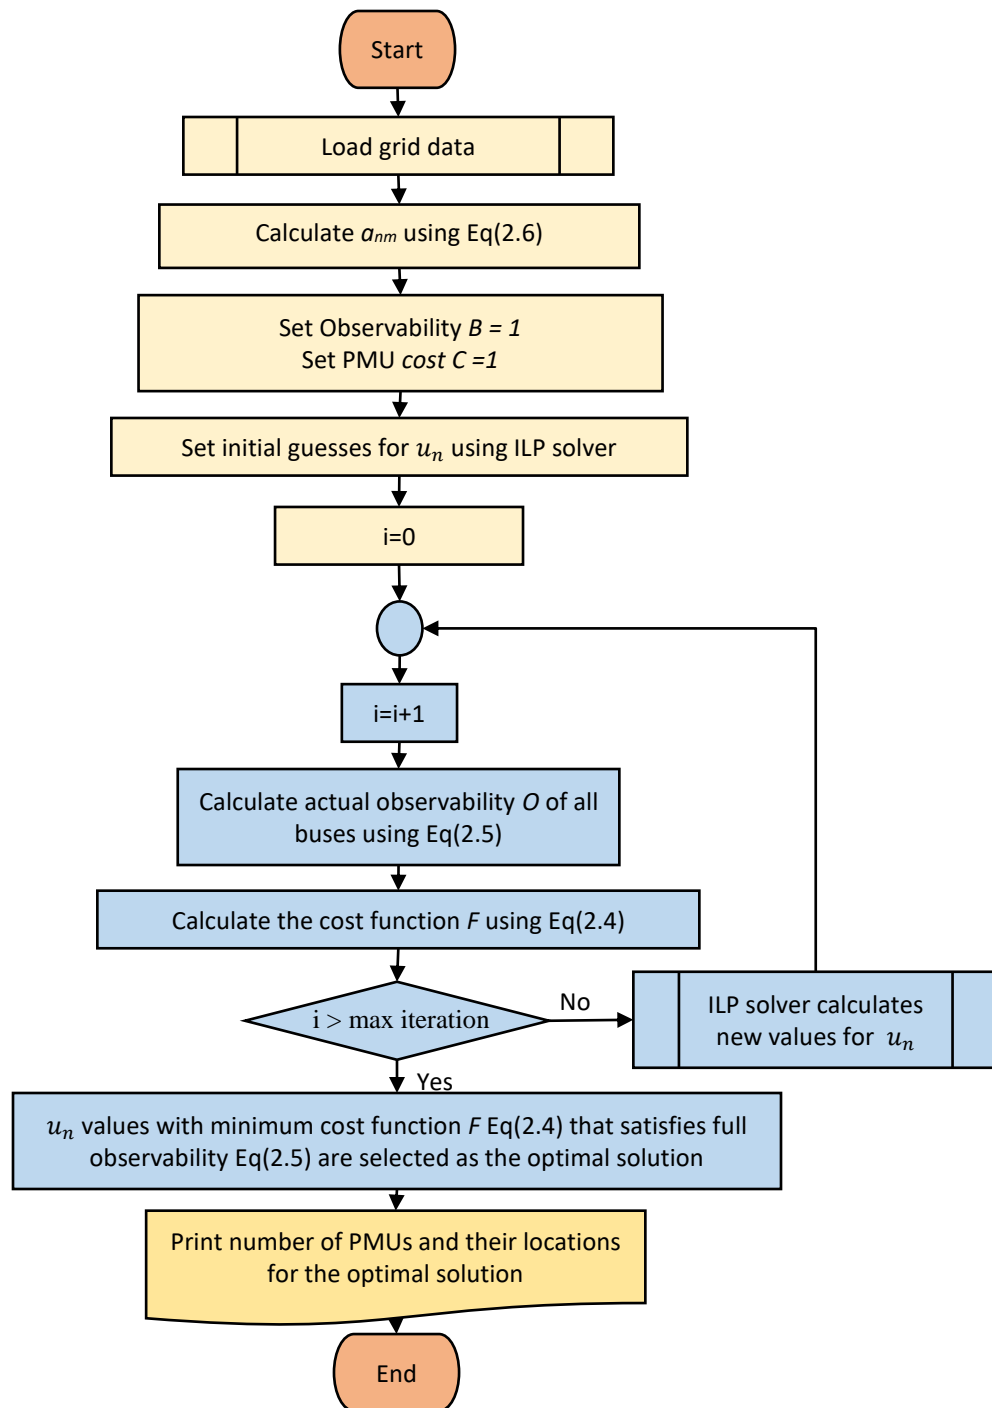 Start
Load grid data
Calculate anm using Eq(2.6)
Set Observability B = 1
Set PMU cost C =1
Set initial guesses for un using ILP solver
i=0
i=i+1
Calculate actual observability O of all
buses using Eq(2.5)
Calculate the cost function F using Eq(2.4)
i > max iteration
No
ILP solver calculates
new values for un
Yes
un values with minimum cost function F Eq(2.4) that satisfies full
observability Eq(2.5) are selected as the optimal solution
Print number of PMUs and their locations
for the optimal solution
End